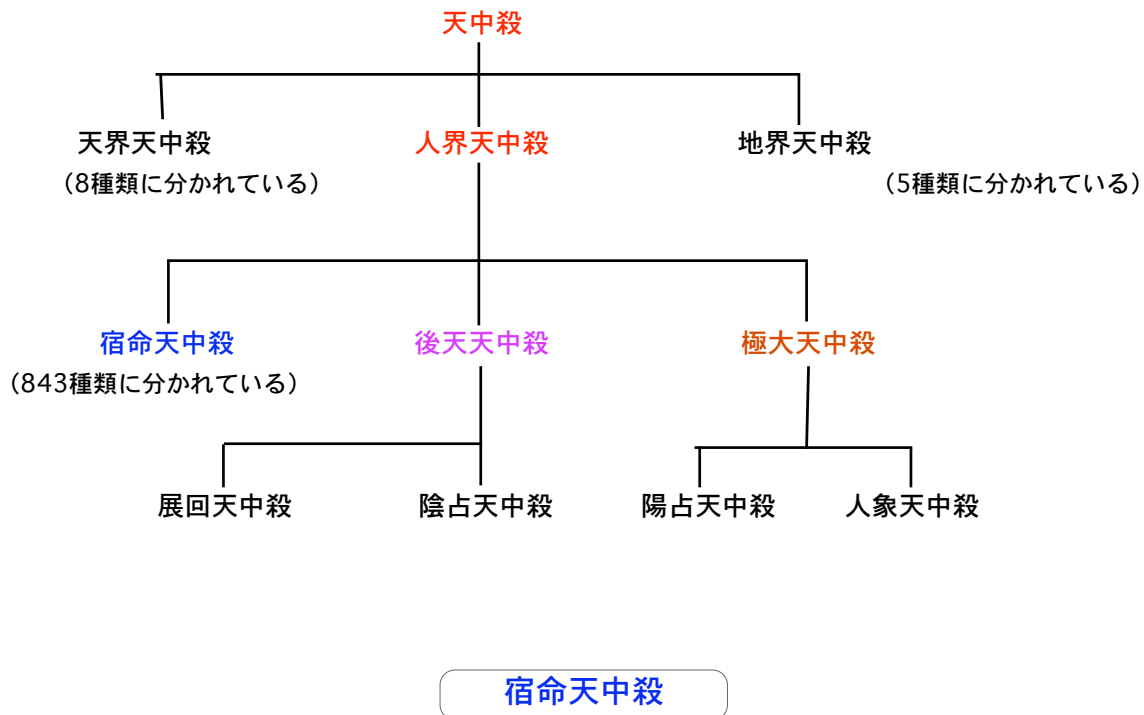 天中殺
天界天中殺
人界天中殺
地界天中殺
（8種類に分かれている）
（5種類に分かれている）
宿命天中殺
後天天中殺
極大天中殺
（843種類に分かれている）
展回天中殺
陰占天中殺
陽占天中殺
人象天中殺
宿命天中殺